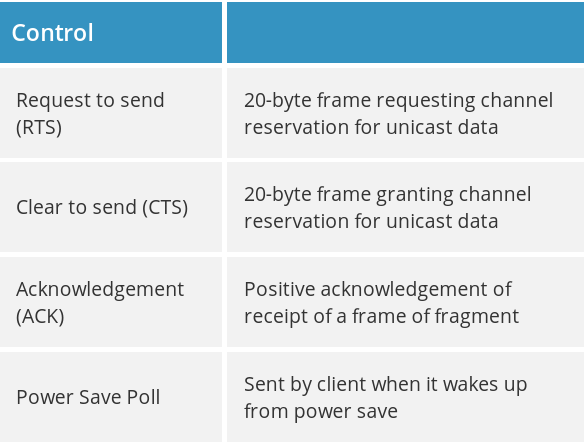 Control
Request to send
(RTS)
20-byte frame requesting channel
reservation for unicast data
Clear to send (CTS)
20-byte frame granting channel
reservation for unicast data
Acknowledgement
(ACK)
Positive acknowledgement of
receipt of a frame of fragment
Power Save Poll
Sent by client when it wakes up
from power save